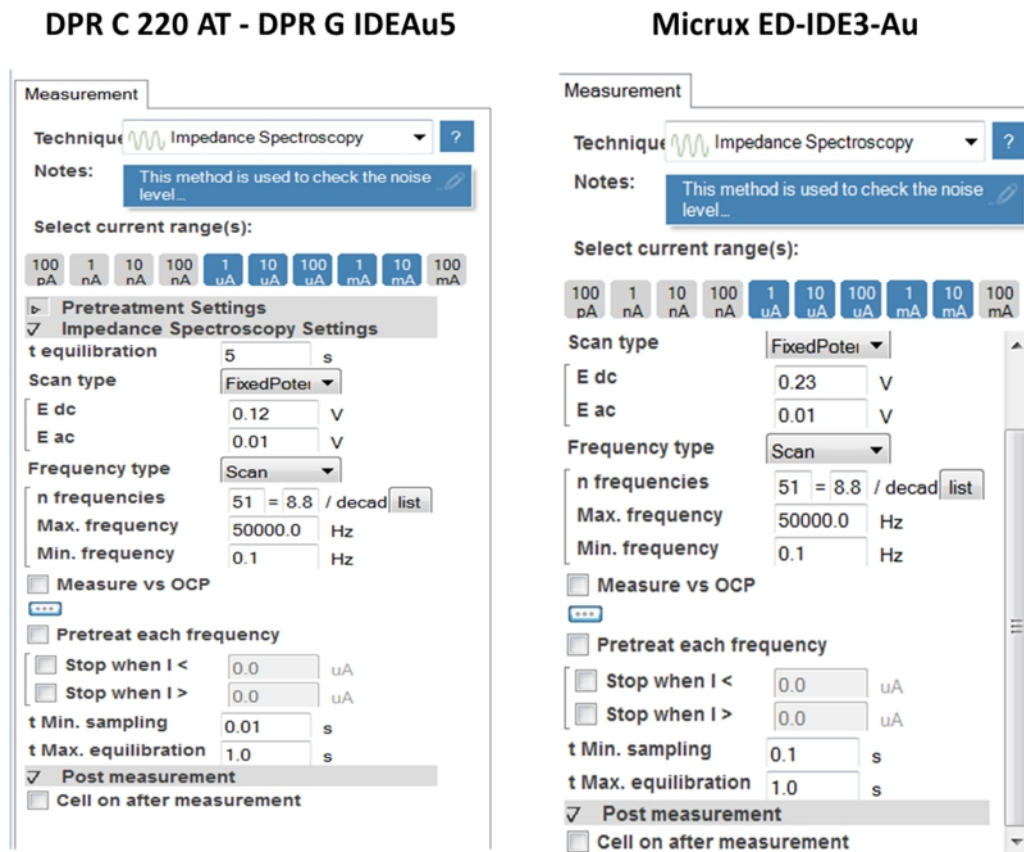 DPR C 220 AT - DPR G IDEAu5
Measurement
Technique Impedance Spectroscopy ?
Notes:
This method is used to check the noise
level...
Select current range(s):
100 pA 1 nA 10 nA 100 nA 1 uA 10 uA 100 uA 1 mA 10 mA 100 mA
Pretreatment Settings
Impedance Spectroscopy Settings
t equilibration 5 s
Scan type FixedPoter
E dc 0.12 V
E ac 0.01 V
Frequency type Scan
n frequencies 51 = 8.8 / decad list
Max. frequency 50000.0 Hz
Min. frequency 0.1 Hz
Measure vs OCP
...
Pretreat each frequency
Stop when I < 0.0 uA
Stop when I > 0.0 uA
t Min. sampling 0.01 s
t Max. equilibration 1.0 s
Post measurement
Cell on after measurement
Micrux ED-IDE3-Au
Measurement
Technique Impedance Spectroscopy ?
Notes:
This method is used to check the noise
level...
Select current range(s):
100 pA 1 nA 10 nA 100 nA 1 uA 10 uA 100 uA 1 mA 10 mA 100 mA
Scan type FixedPoter
E dc 0.23 V
E ac 0.01 V
Frequency type Scan
n frequencies 51 = 8.8 / decad list
Max. frequency 50000.0 Hz
Min. frequency 0.1 Hz
Measure vs OCP
...
Pretreat each frequency
Stop when I < 0.0 uA
Stop when I > 0.0 uA
t Min. sampling 0.1 s
t Max. equilibration 1.0 s
Post measurement
Cell on after measurement